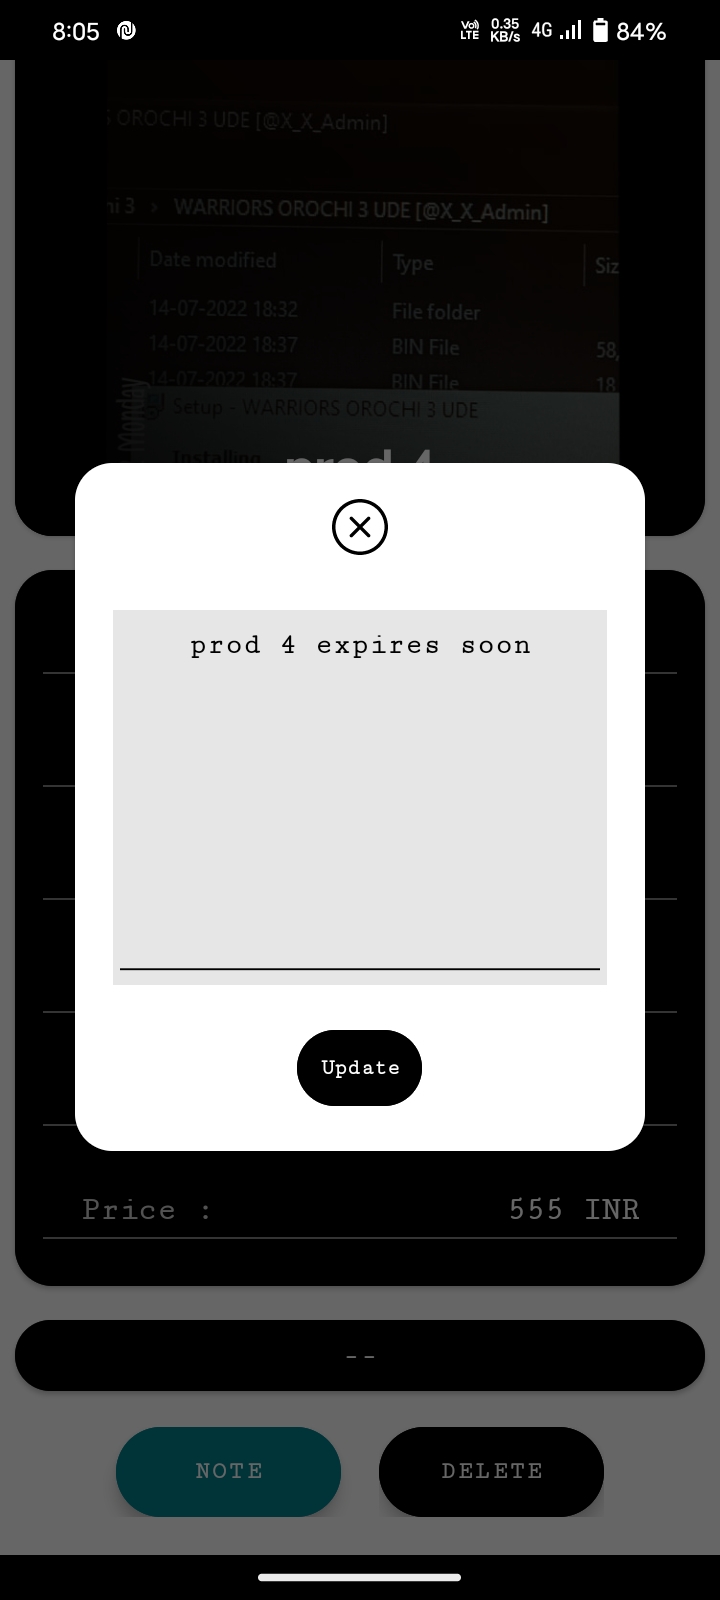 8:05
Vo) LTE 0.35 KB/s 4G 84%
OROCHI 3 UDE [@X_X_Admin]
hi 3 › WARRIORS OROCHI 3 UDE [@X_X_Admin]
Date modified Type
14-07-2022 18:32 File folder
14-07-2022 18:37 BIN File 58,
14-07-2022 18:37 BIN File 18
Monday
Setup - WARRIORS OROCHI 3 UDE
Installing
prod 4
prod 4 expires soon
Update
Price : 555 INR
--
NOTE DELETE